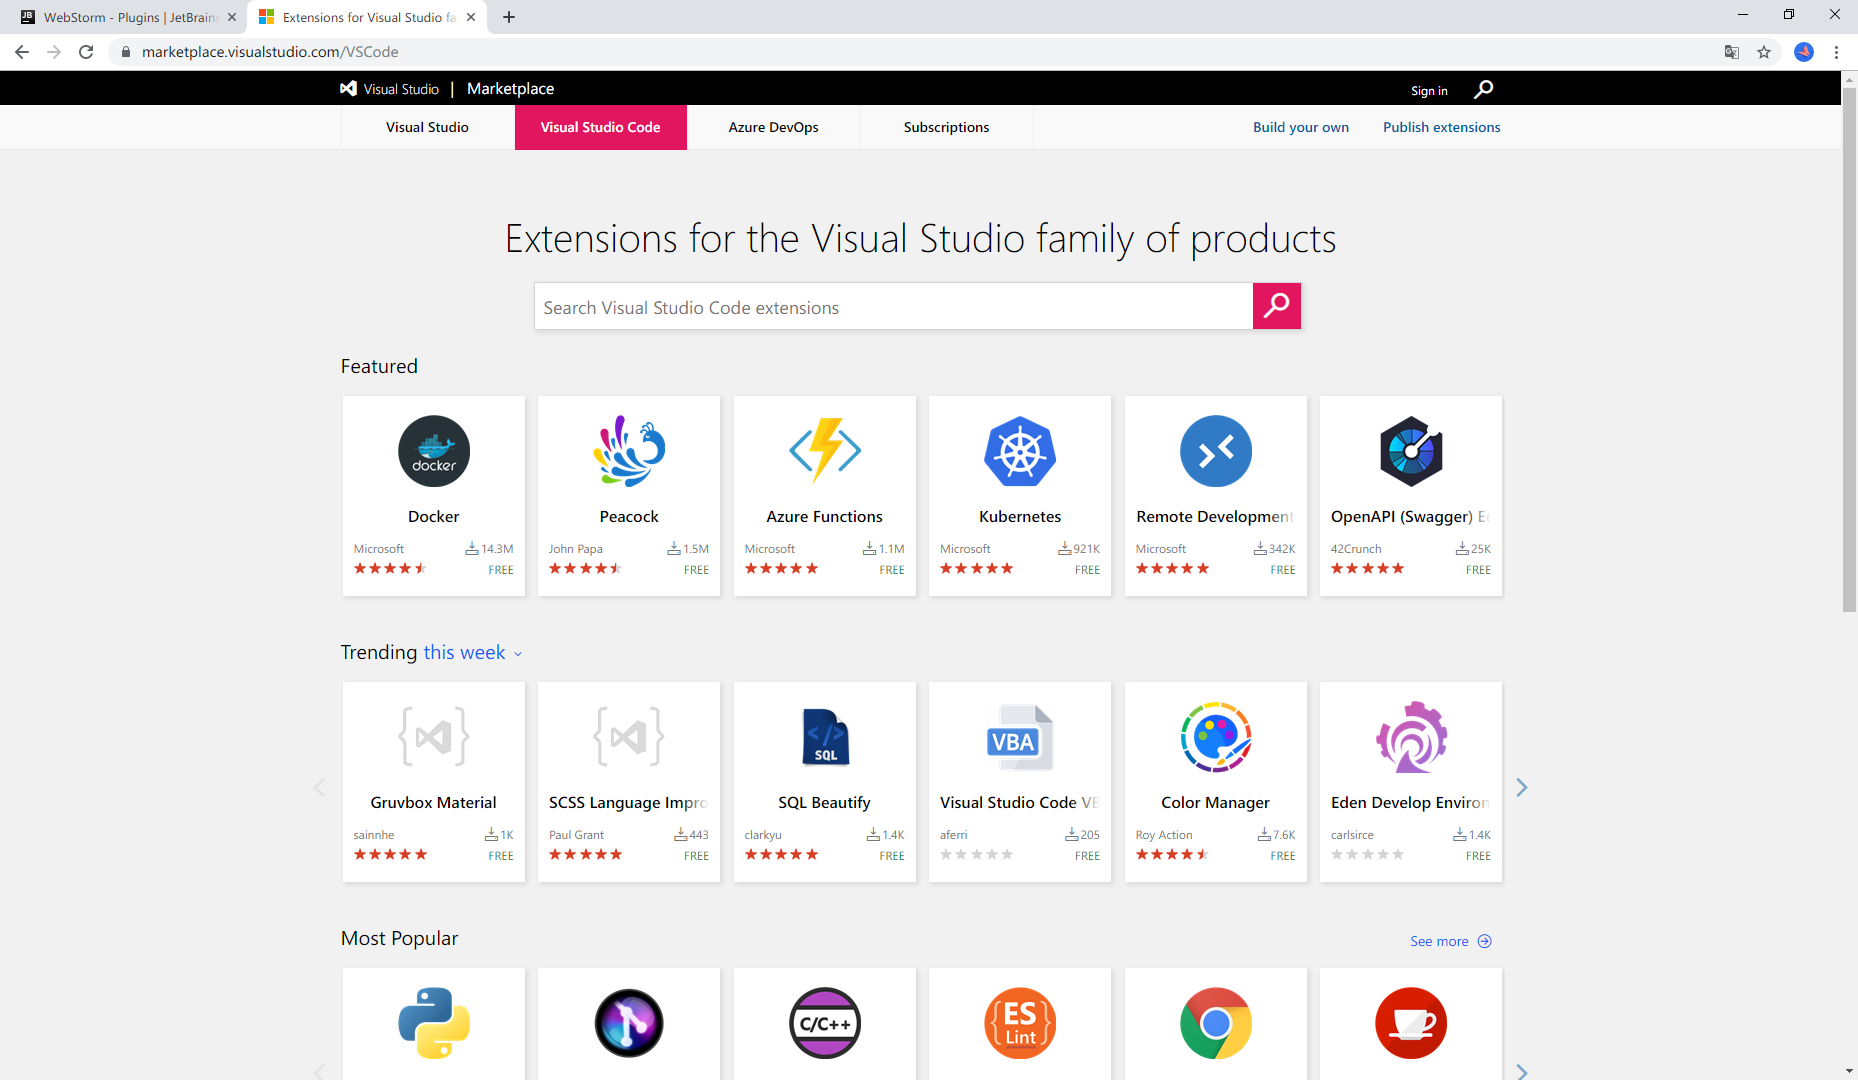 WebStorm - Plugins | JetBrains
Extensions for Visual Studio fa
marketplace.visualstudio.com/VSCode
Visual Studio | Marketplace
Sign in
Visual Studio
Visual Studio Code
Azure DevOps
Subscriptions
Build your own
Publish extensions
Extensions for the Visual Studio family of products
Search Visual Studio Code extensions
Featured
docker
Docker
Microsoft 14.3M
FREE
Peacock
John Papa 1.5M
FREE
Azure Functions
Microsoft 1.1M
FREE
Kubernetes
Microsoft 921K
FREE
Remote Development
Microsoft 342K
FREE
OpenAPI (Swagger) Ec
42Crunch 25K
FREE
Trending this week
Gruvbox Material
sainnhe 1K
FREE
SCSS Language Impro
Paul Grant 443
FREE
SQL
SQL Beautify
clarkyu 1.4K
FREE
VBA
Visual Studio Code VB
aferri 205
FREE
Color Manager
Roy Action 7.6K
FREE
Eden Develop Environ
carlsirce 1.4K
FREE
Most Popular
See more
C/C++
ES
Lint